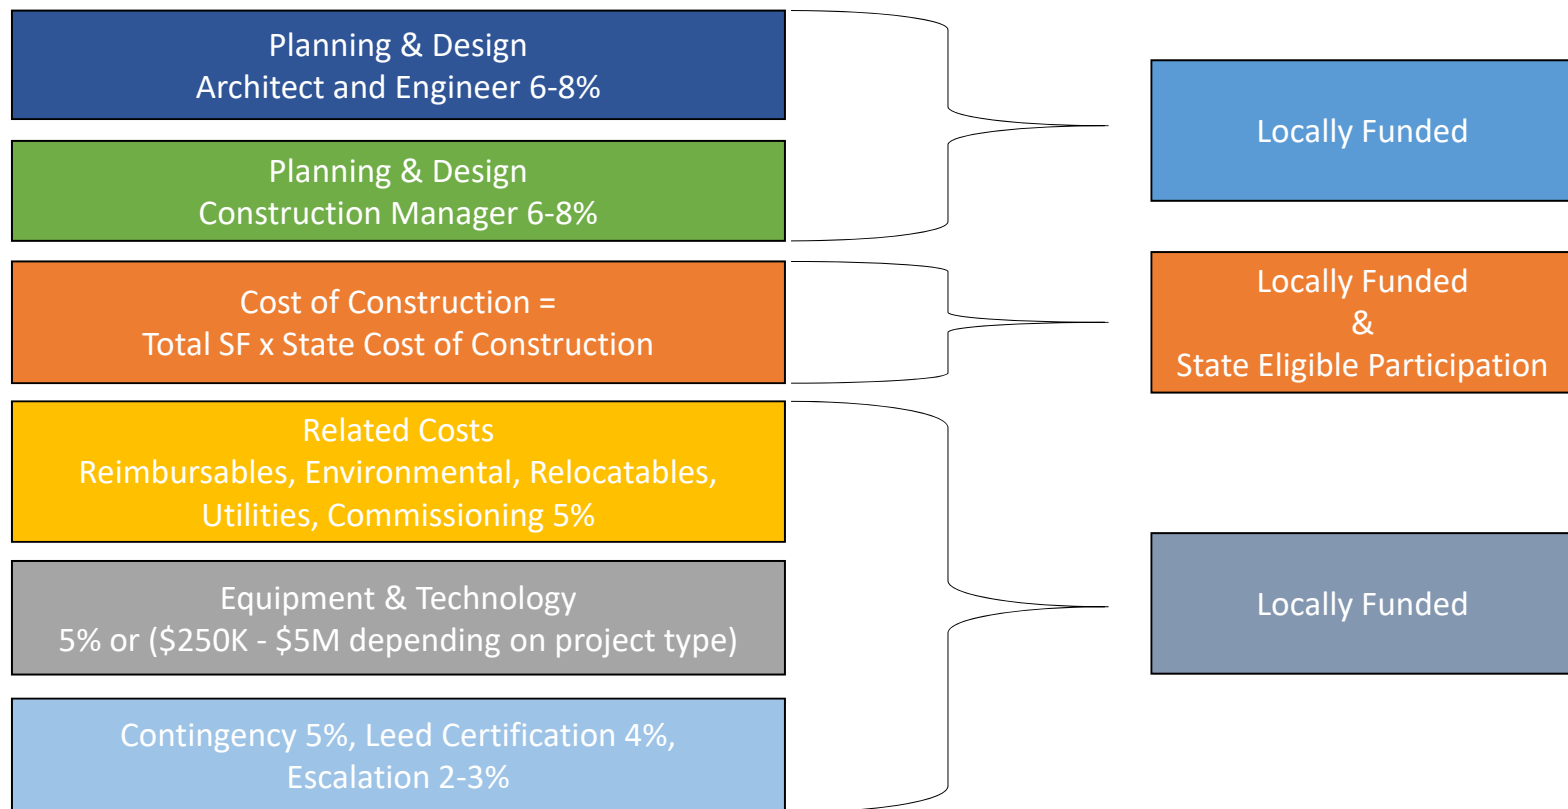 Planning & Design
Architect and Engineer 6-8%
Planning & Design
Construction Manager 6-8%
Locally Funded
Cost of Construction =
Total SF x State Cost of Construction
Locally Funded
&
State Eligible Participation
Related Costs
Reimbursables, Environmental, Relocatables,
Utilities, Commissioning 5%
Equipment & Technology
5% or ($250K - $5M depending on project type)
Contingency 5%, Leed Certification 4%,
Escalation 2-3%
Locally Funded